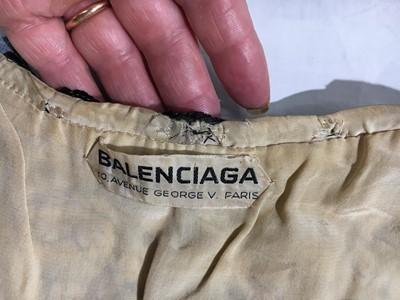 BALENCIAGA
10. AVENUE GEORGE V. PARIS